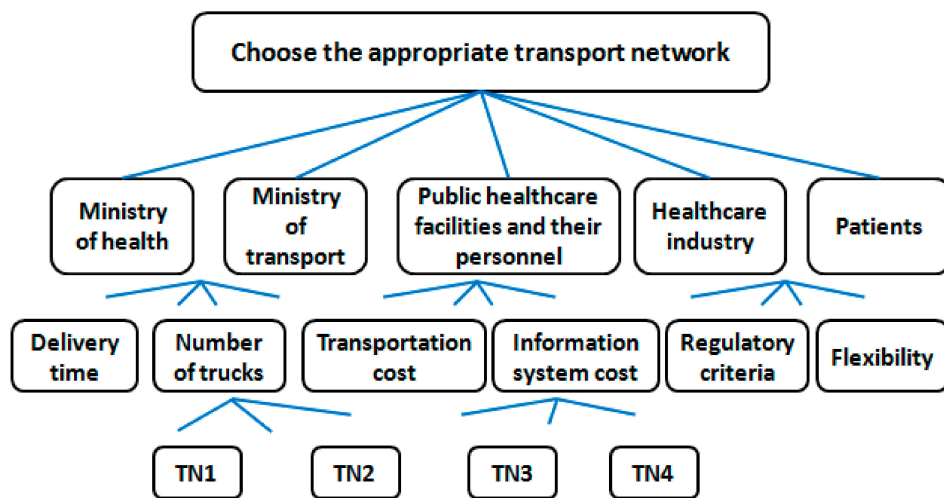 Choose the appropriate transport network
Ministry
of health
Ministry
of
transport
Public healthcare
facilities and their
personnel
Healthcare
industry
Patients
Delivery
time
Number
of trucks
Transportation
cost
Information
system cost
Regulatory
criteria
Flexibility
TN1
TN2
TN3
TN4